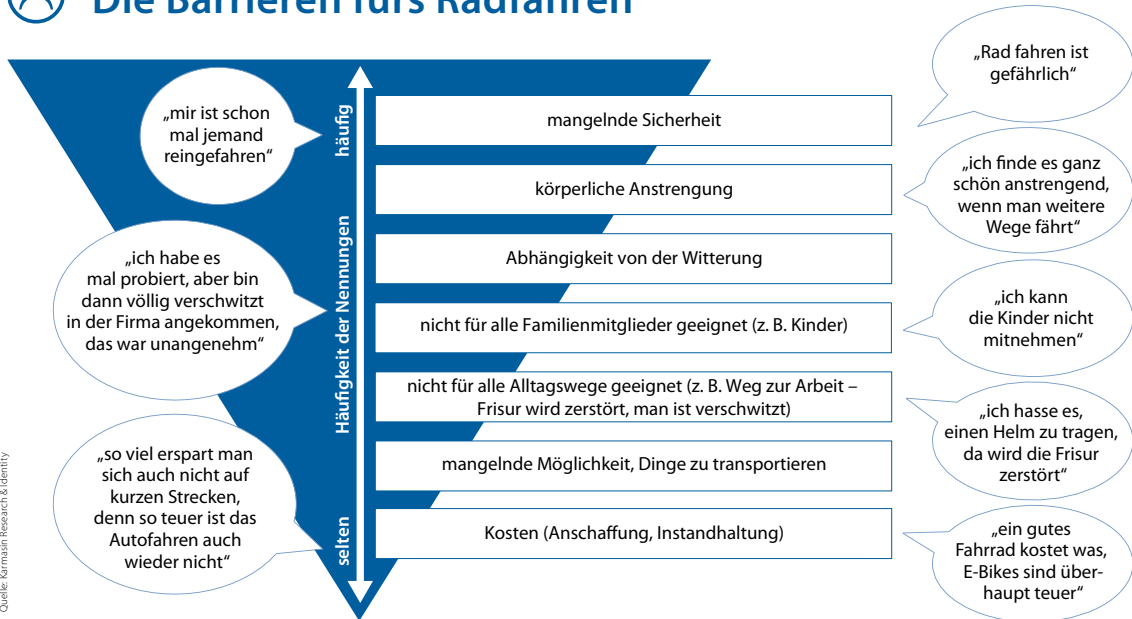 Die Barrieren fürs Radfahren
„Rad fahren ist
gefährlich“
„mir ist schon
mal jemand
reingefahren“
häufig
mangelnde Sicherheit
körperliche Anstrengung
„ich finde es ganz
schön anstrengend,
wenn man weitere
Wege fährt“
Häufigkeit der Nennungen
Abhängigkeit von der Witterung
„ich habe es
mal probiert, aber bin
dann völlig verschwitzt
in der Firma angekommen,
das war unangenehm“
nicht für alle Familienmitglieder geeignet (z. B. Kinder)
„ich kann
die Kinder nicht
mitnehmen“
nicht für alle Alltagswege geeignet (z. B. Weg zur Arbeit –
Frisur wird zerstört, man ist verschwitzt)
„ich hasse es,
einen Helm zu tragen,
da wird die Frisur
zerstört“
mangelnde Möglichkeit, Dinge zu transportieren
„so viel erspart man
sich auch nicht auf
kurzen Strecken,
denn so teuer ist das
Autofahren auch
wieder nicht“
selten
Kosten (Anschaffung, Instandhaltung)
„ein gutes
Fahrrad kostet was,
E-Bikes sind über-
haupt teuer“
Quelle: Karmasin Research & Identity